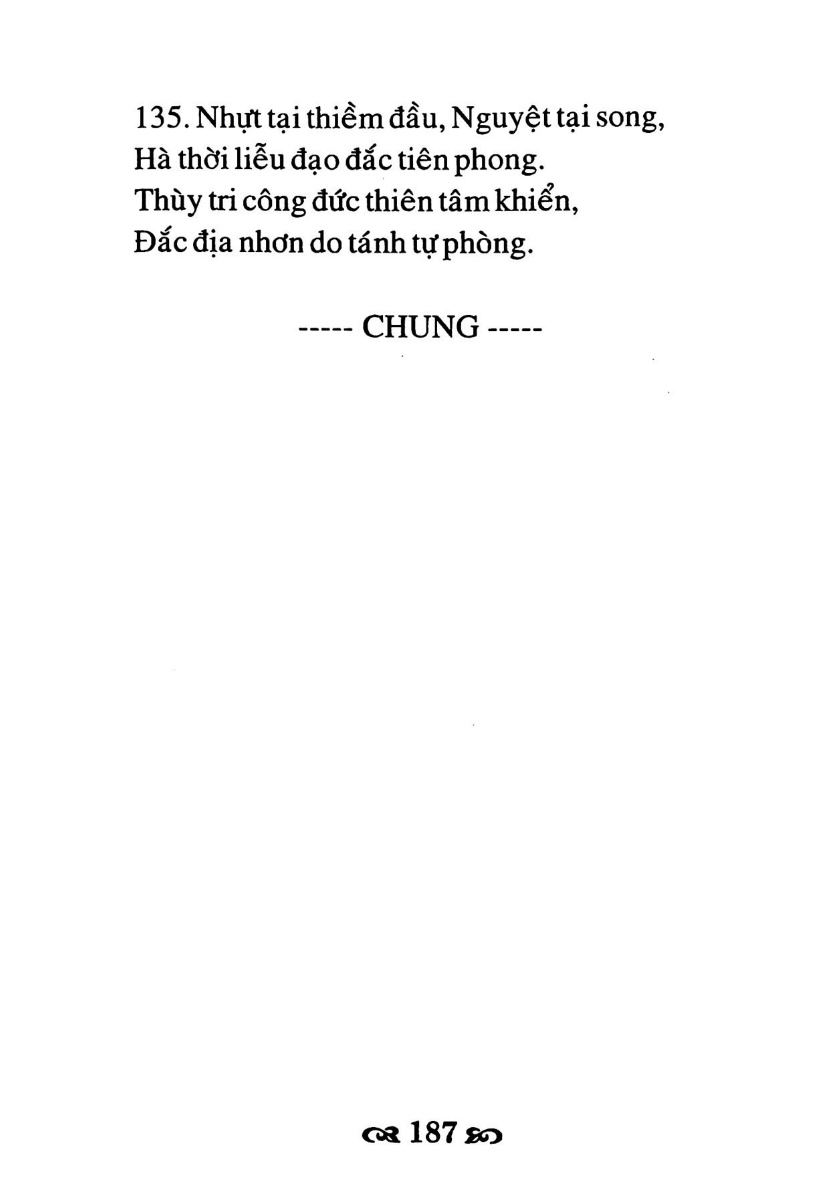 135. Nhựt tại thiềm đầu, Nguyệt tại song,
Hà thời liễu đạo đắc tiên phong.
Thùy tri công đức thiên tâm khiển,
Đắc địa nhơn do tánh tự phòng.
----- CHUNG -----
187